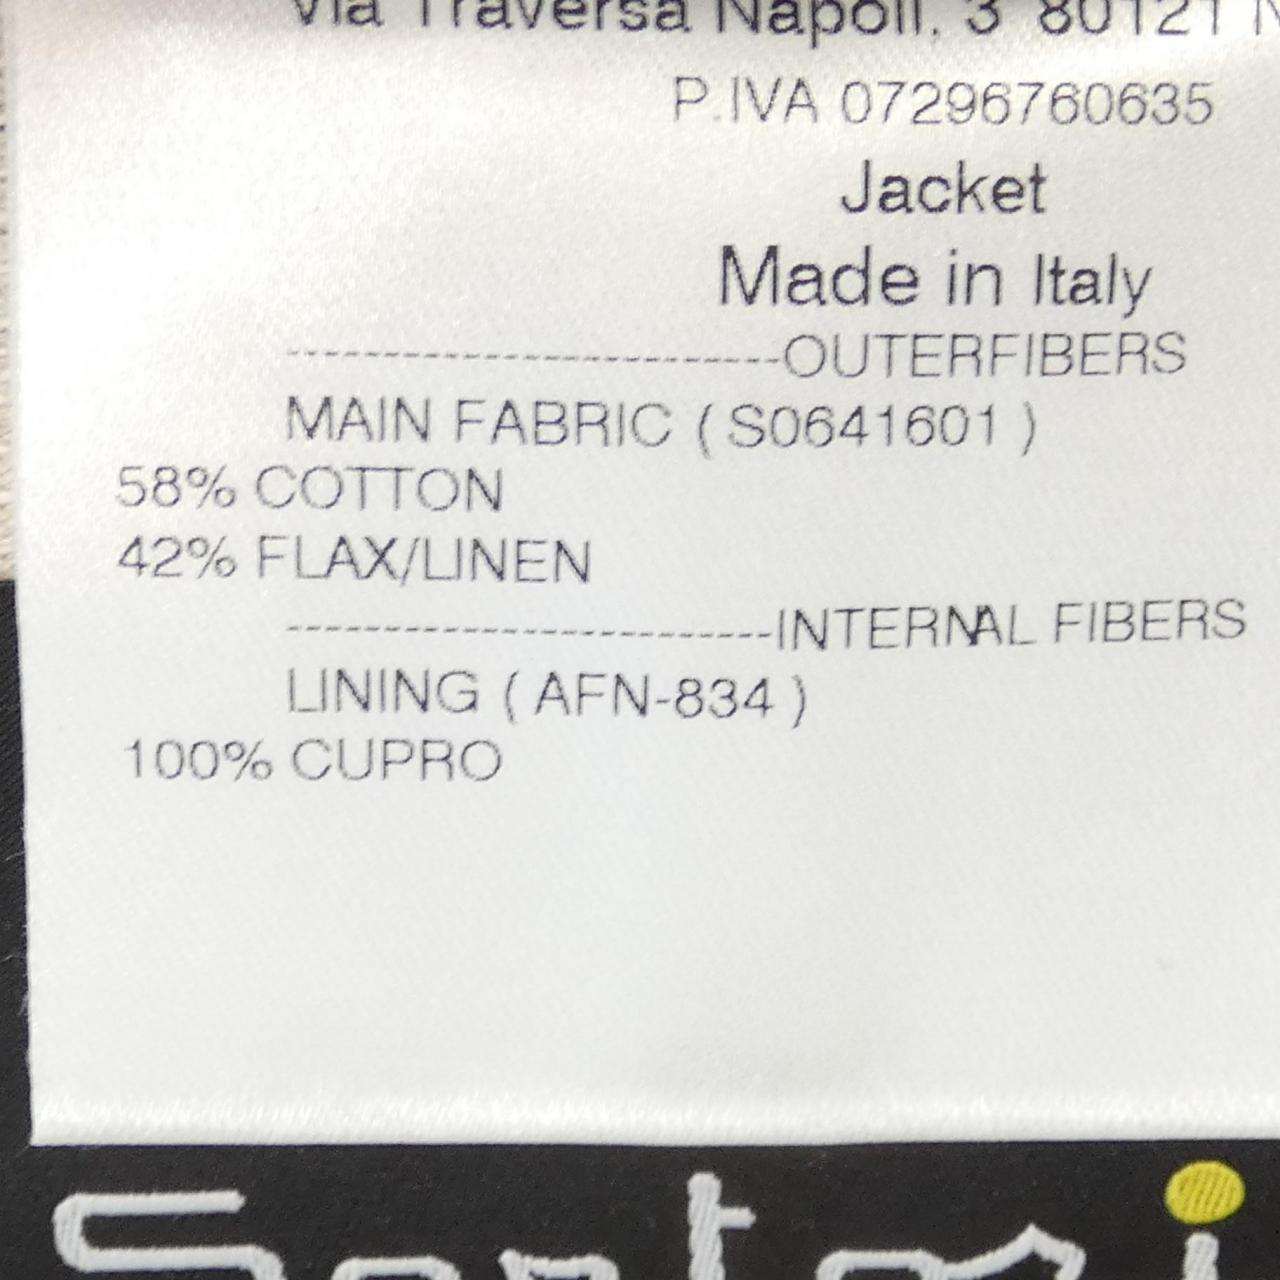 Via Traversa Napoli, 3 80121
P.IVA 07296760635
Jacket
Made in Italy
------------------------OUTERFIBERS
MAIN FABRIC ( S0641601 )
58% COTTON
42% FLAX/LINEN
------------------------INTERNAL FIBERS
LINING ( AFN-834 )
100% CUPRO